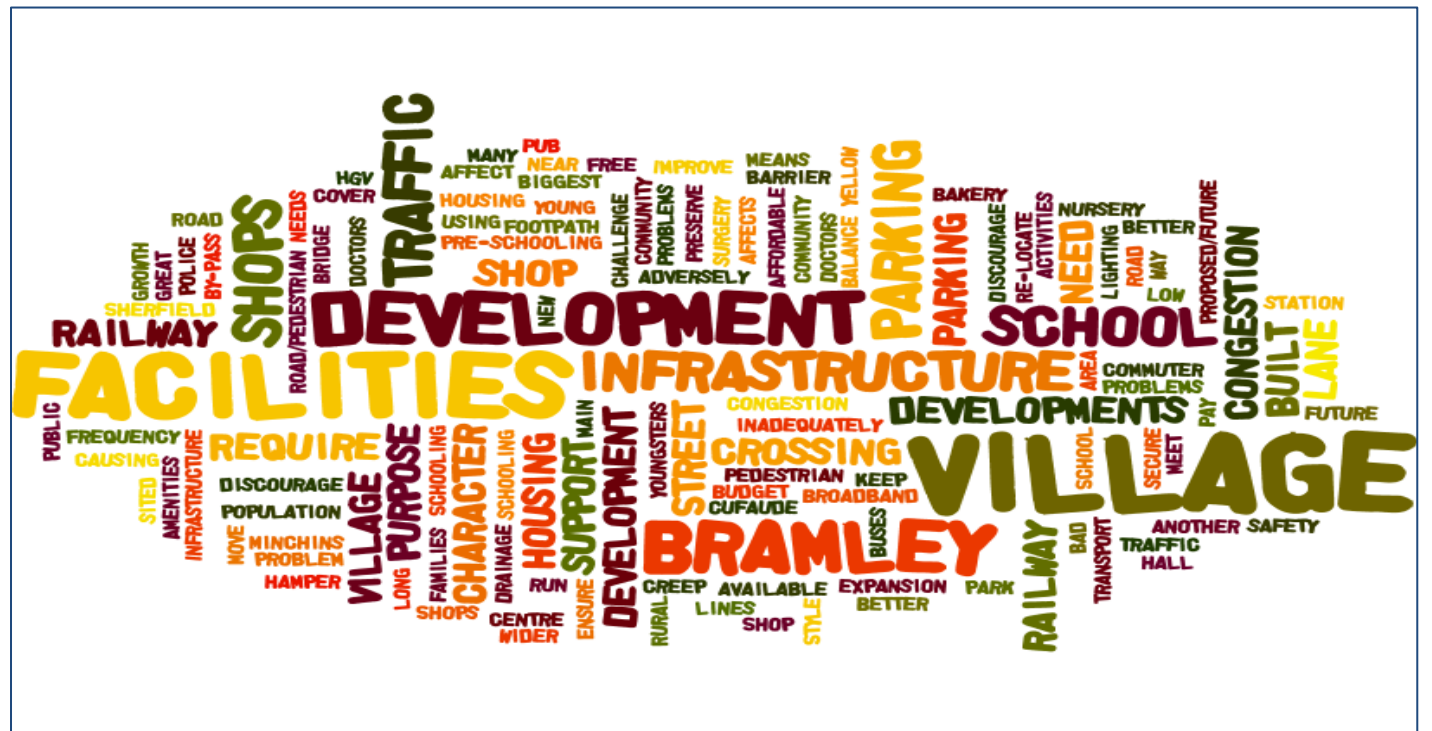 TRAFFIC
PUB
MANY
NEAR
FREE
IMPROVE
MEANS
YELLOW
PARKING
HGV
AFFECT
BIGGEST
BARRIER
COVER
HOUSING
YOUNG
CHALLENGE
COMMUNITY
PROBLEMS
PRESERVE
SURGERY
AFFECTS
AFFORDABLE
COMMUNITY
DOCTORS
BALANCE
BAKERY
PARKING
DISCOURAGE
RE-LOCATE
ACTIVITIES
NURSERY
BETTER
PROPOSED/FUTURE
ROAD
SHOPS
NEEDS
USING
FOOTPATH
PRE-SCHOOLING
DOCTORS
BRIDGE
ROAD/PEDESTRIAN
GROWTH
GREAT
POLICE
BY-PASS
SHOP
ADVERSELY
NEED
LIGHTING
ROAD
WAY
LOW
CONGESTION
SHERFIELD
RAILWAY
DEVELOPMENT
NEW
SCHOOL
STATION
BUILT
LANE
FACILITIES
INFRASTRUCTURE
AREA
COMMUTER
PROBLEMS
PAY
FUTURE
PUBLIC
CONGESTION
DEVELOPMENTS
FREQUENCY
CAUSING
REQUIRE
MAIN
YOUNGSTERS
STREET
INADEQUATELY
CROSSING
VILLAGE
SCHOOL
SECURE
MEET
SITED
AMENITIES
INFRASTRUCTURE
DISCOURAGE
POPULATION
VILLAGE
PURPOSE
SCHOOLING
CHARACTER
SCHOOLING
HOUSING
SUPPORT
DEVELOPMENT
PEDESTRIAN
KEEP
BUDGET
BROADBAND
CUFAUDE
BUSES
BRAMLEY
MOVE
MINCHINS
PROBLEM
HAMPER
LONG
FAMILIES
DRAINAGE
RUN
SHOPS
CENTRE
WIDER
ENSURE
CREEP
AVAILABLE
EXPANSION
PARK
RURAL
LINES
SHOP
STYLE
BETTER
RAILWAY
BAD
TRANSPORT
ANOTHER
SAFETY
TRAFFIC
HALL